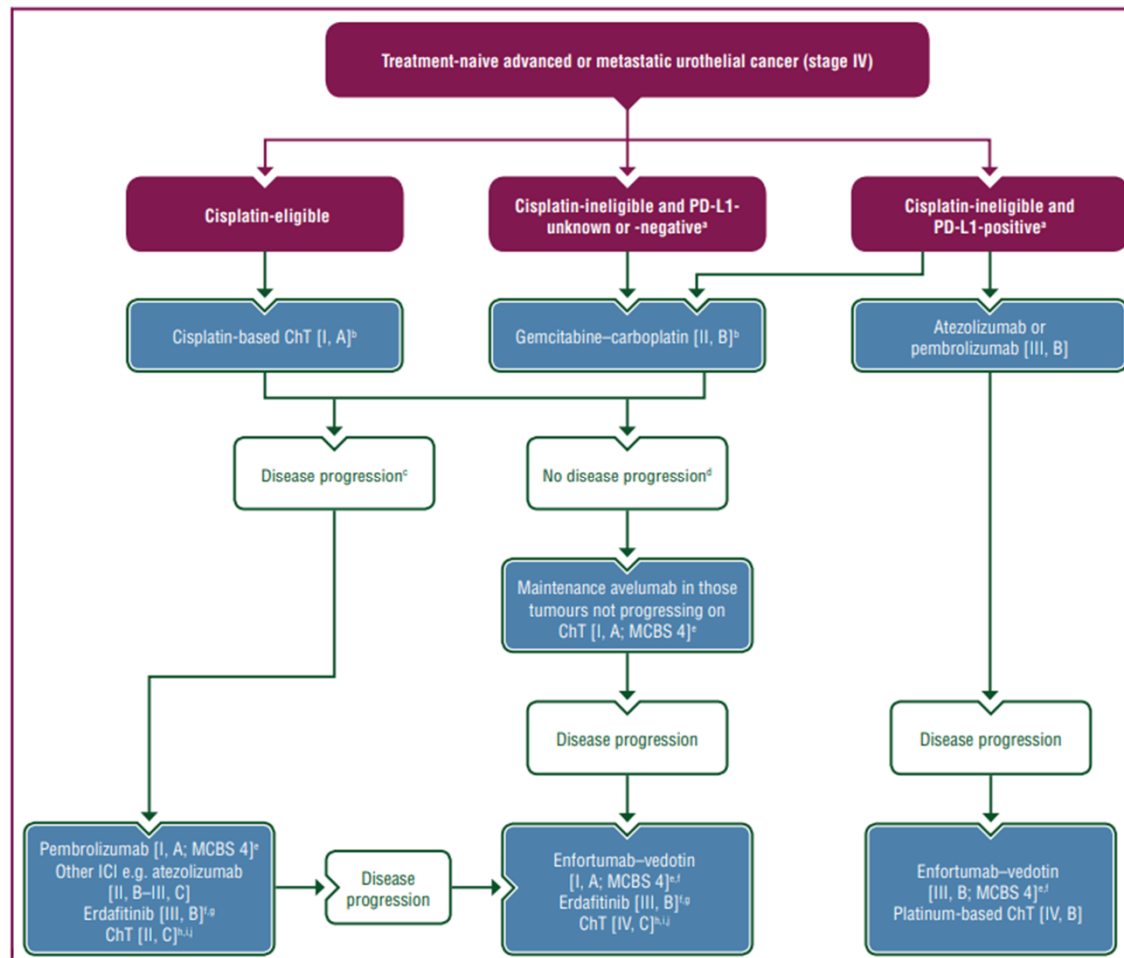 Treatment-naive advanced or metastatic urothelial cancer (stage IV)
Cisplatin-eligible
Cisplatin-ineligible and PD-L1-
unknown or -negativeᵃ
Cisplatin-ineligible and
PD-L1-positiveᵃ
Cisplatin-based ChT [I, A]ᵇ
Gemcitabine–carboplatin [II, B]ᵇ
Atezolizumab or
pembrolizumab [III, B]
Disease progressionᶜ
No disease progressionᵈ
Maintenance avelumab in those
tumours not progressing on
ChT [I, A; MCBS 4]ᵉ
Disease progression
Disease progression
Pembrolizumab [I, A; MCBS 4]ᵉ
Other ICI e.g. atezolizumab
[II, B–III, C]
Erdafitinib [III, B]ᶠ,ᵍ
ChT [II, C]ʰ,ⁱ,ʲ
Disease
progression
Enfortumab–vedotin
[I, A; MCBS 4]ᵉ,ᶠ
Erdafitinib [III, B]ᶠ,ᵍ
ChT [IV, C]ʰ,ⁱ,ʲ
Enfortumab–vedotin
[III, B; MCBS 4]ᵉ,ᶠ
Platinum-based ChT [IV, B]